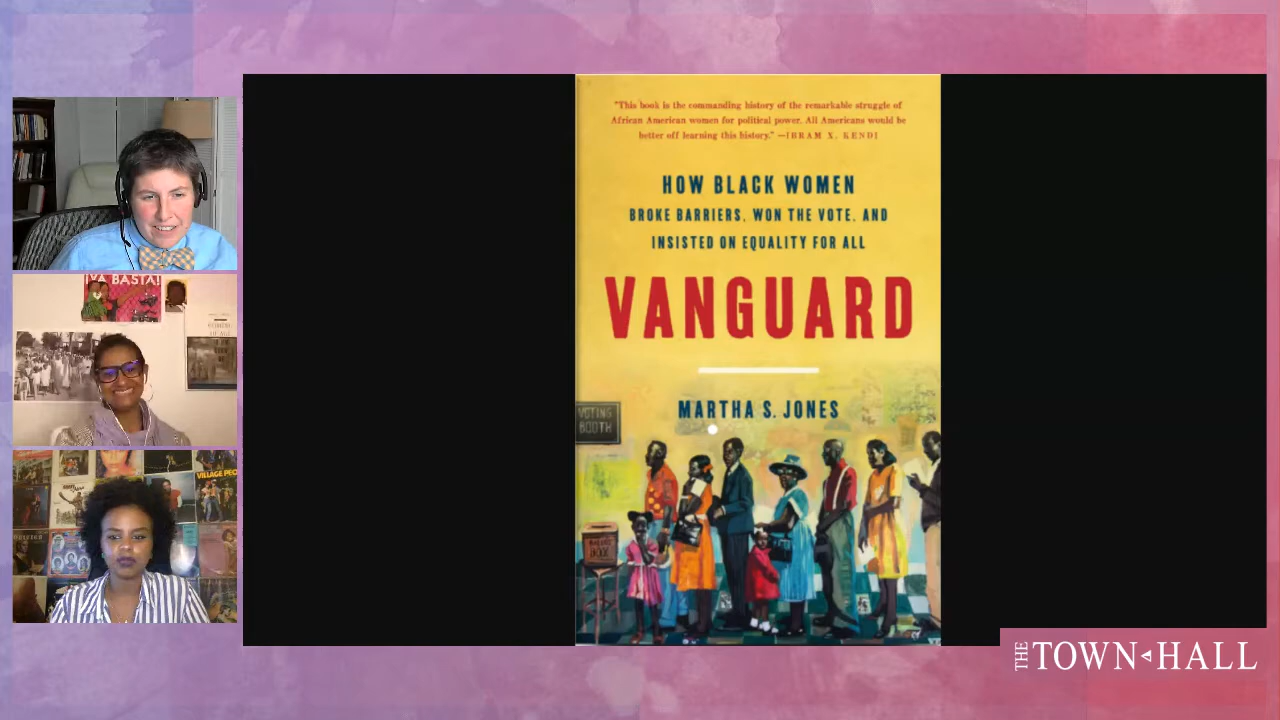 "This book is the commanding history of the remarkable struggle of
African American women for political power. All Americans would be
better off learning this history." —IBRAM X. KENDI
HOW BLACK WOMEN
BROKE BARRIERS, WON THE VOTE, AND
INSISTED ON EQUALITY FOR ALL
VANGUARD
MARTHA S. JONES
VOTING
BOOTH
BALLOT
BOX
¡YA BASTA!
VILLAGE PEO
THE TOWN HALL